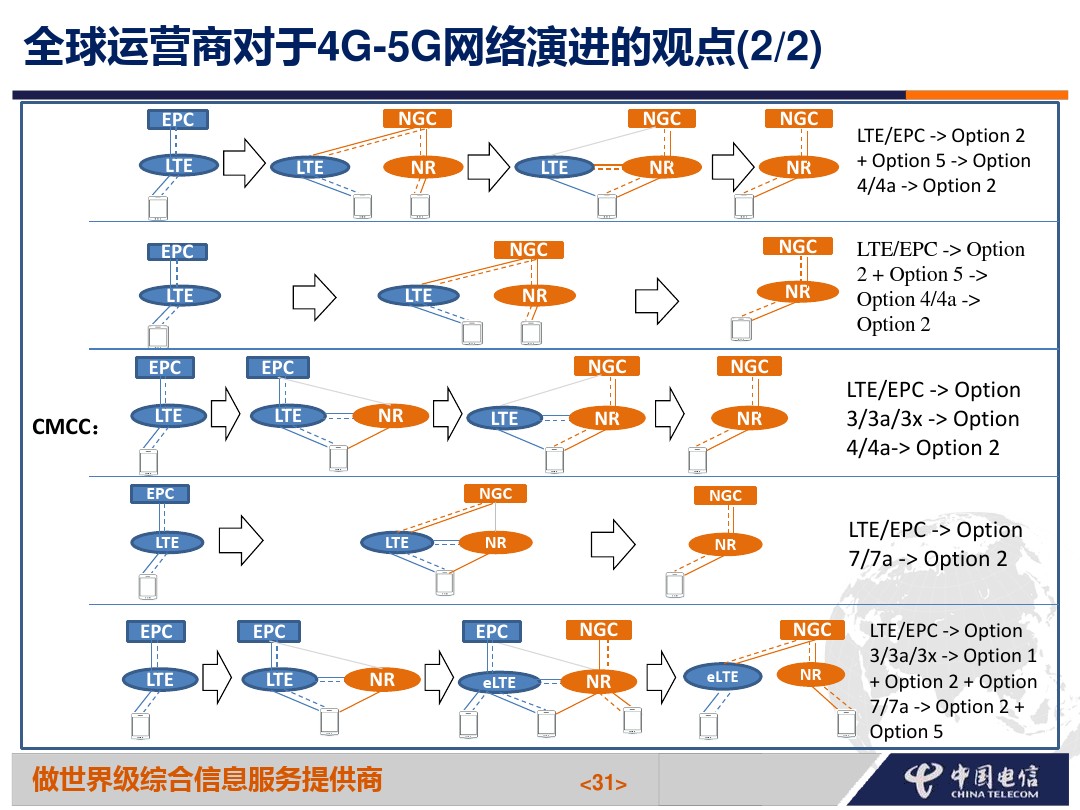 全球运营商对于4G-5G网络演进的观点(2/2)
EPC
NGC
NGC
NGC
LTE
LTE
NR
LTE
NR
NR
LTE/EPC -> Option 2
+ Option 5 -> Option
4/4a -> Option 2
EPC
NGC
NGC
LTE
LTE
NR
NR
LTE/EPC -> Option
2 + Option 5 ->
Option 4/4a ->
Option 2
CMCC：
EPC
EPC
NGC
NGC
LTE
LTE
NR
LTE
NR
NR
LTE/EPC -> Option
3/3a/3x -> Option
4/4a-> Option 2
EPC
NGC
NGC
LTE
LTE
NR
NR
LTE/EPC -> Option
7/7a -> Option 2
EPC
EPC
EPC
NGC
NGC
LTE
LTE
NR
eLTE
NR
eLTE
NR
LTE/EPC -> Option
3/3a/3x -> Option 1
+ Option 2 + Option
7/7a -> Option 2 +
Option 5
做世界级综合信息服务提供商
<31>
中国电信
CHINA TELECOM